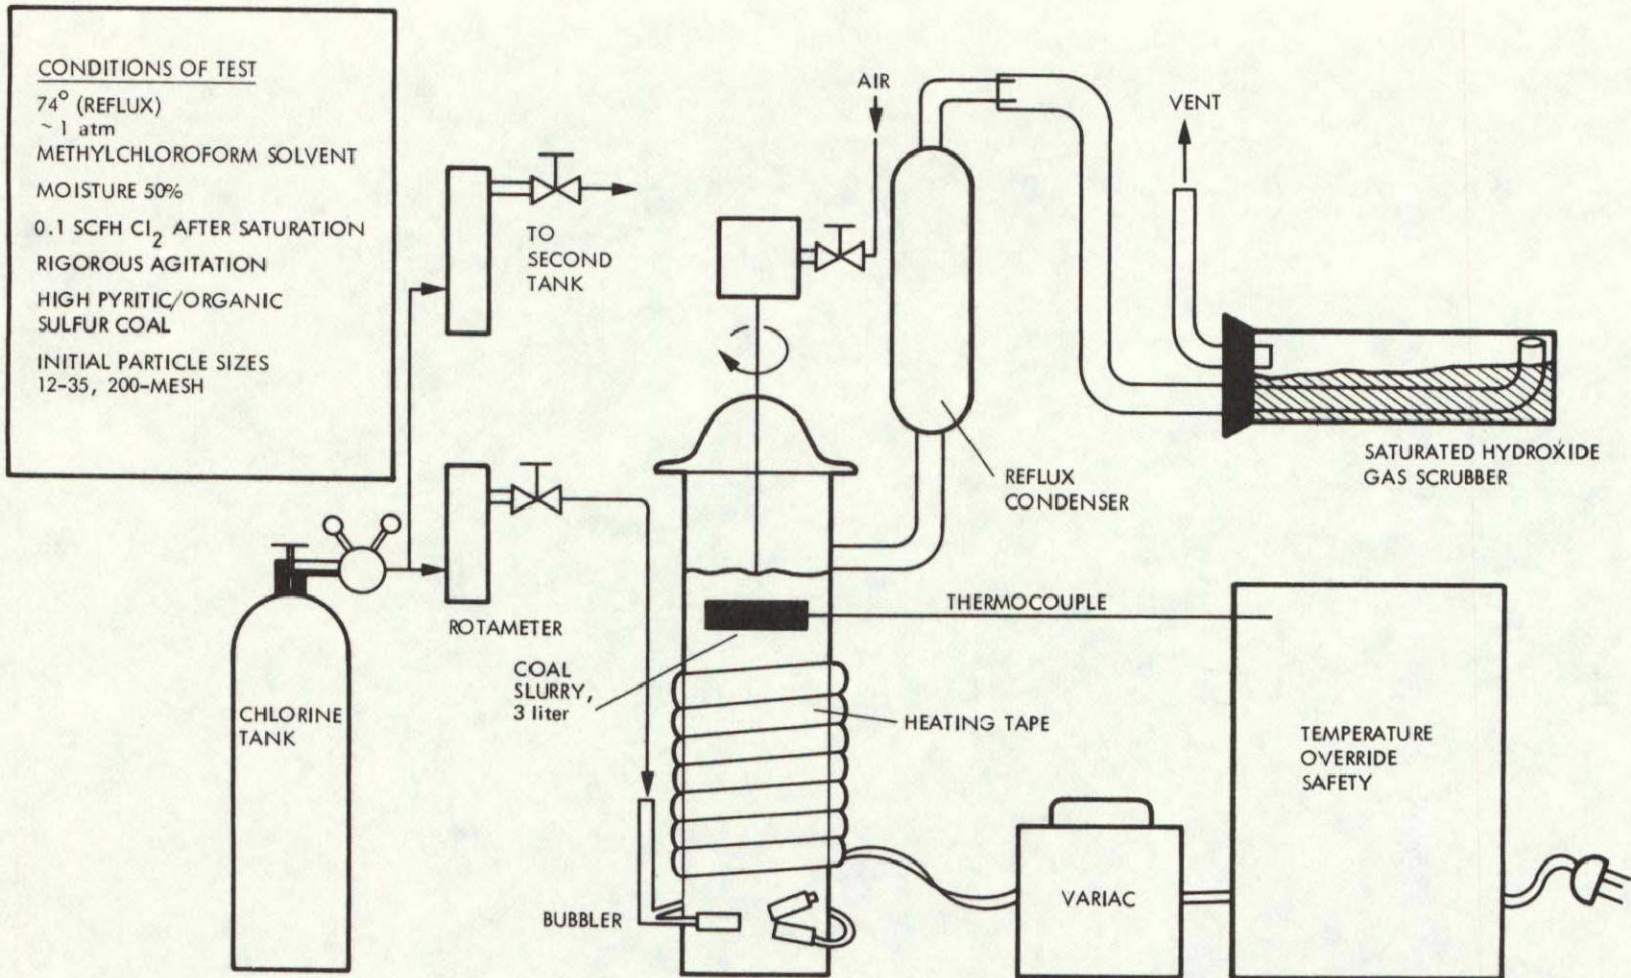 CONDITIONS OF TEST
74° (REFLUX)
~ 1 atm
METHYLCHLOROFORM SOLVENT
MOISTURE 50%
0.1 SCFH Cl₂ AFTER SATURATION
RIGOROUS AGITATION
HIGH PYRITIC/ORGANIC
SULFUR COAL
INITIAL PARTICLE SIZES
12-35, 200-MESH
TO
SECOND
TANK
AIR
VENT
SATURATED HYDROXIDE
GAS SCRUBBER
REFLUX
CONDENSER
ROTAMETER
THERMOCOUPLE
COAL
SLURRY,
3 liter
CHLORINE
TANK
HEATING TAPE
TEMPERATURE
OVERRIDE
SAFETY
VARIAC
BUBBLER